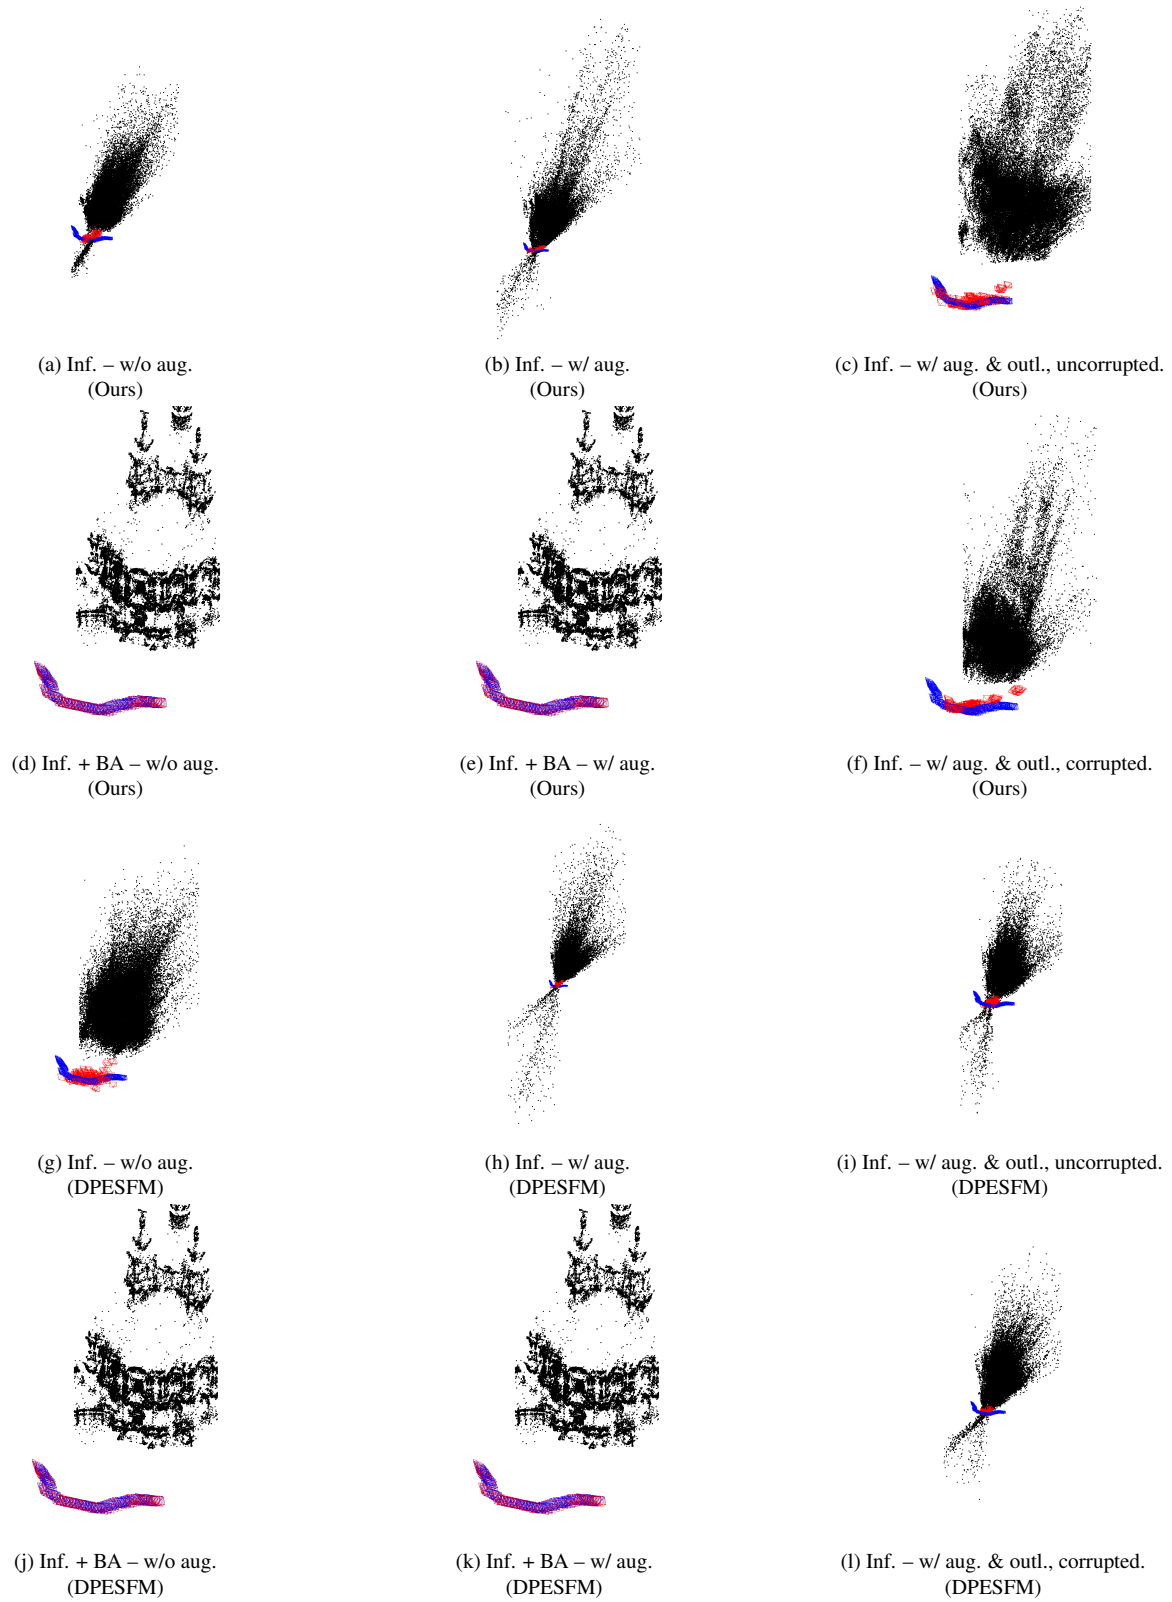 (a) Inf. – w/o aug.
(Ours)
(b) Inf. – w/ aug.
(Ours)
(c) Inf. – w/ aug. & outl., uncorrupted.
(Ours)
(d) Inf. + BA – w/o aug.
(Ours)
(e) Inf. + BA – w/ aug.
(Ours)
(f) Inf. – w/ aug. & outl., corrupted.
(Ours)
(g) Inf. – w/o aug.
(DPESFM)
(h) Inf. – w/ aug.
(DPESFM)
(i) Inf. – w/ aug. & outl., uncorrupted.
(DPESFM)
(j) Inf. + BA – w/o aug.
(DPESFM)
(k) Inf. + BA – w/ aug.
(DPESFM)
(l) Inf. – w/ aug. & outl., corrupted.
(DPESFM)